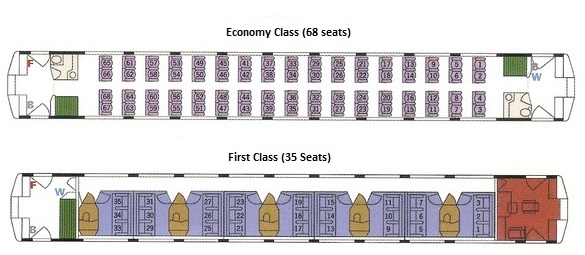 Economy Class (68 seats)
F 65 61 57 53 49 45 41 37 33 29 25 21 17 13 9 5 1 B
66 62 58 54 50 46 42 38 34 30 26 22 18 14 10 6 2 W
68 64 60 56 52 48 44 40 36 32 28 24 20 16 12 8 4
B 67 63 59 55 51 47 43 39 35 31 27 23 19 15 11 7 3
First Class (35 Seats)
F W
35 31 27 23 19 15 11 7 3
34 30 26 22 18 14 10 6 2
B 33 29 25 21 17 13 9 5 1